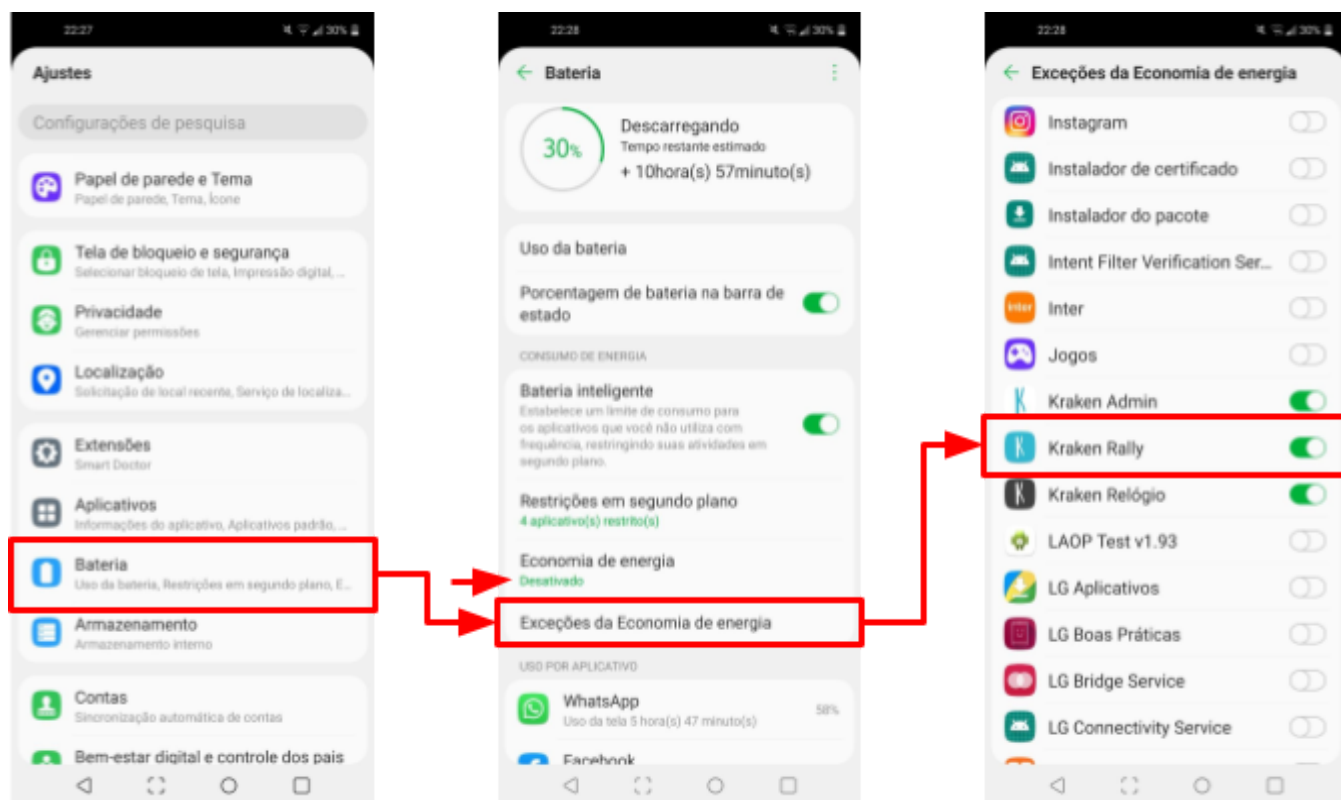 22:27
30%
Ajustes
Configurações de pesquisa
Papel de parede e Tema
Papel de parede, Tema, Ícone
Tela de bloqueio e segurança
Selecionar bloqueio de tela, Impressão digital, ...
Privacidade
Gerenciar permissões
Localização
Solicitação de local recente, Serviço de localiza...
Extensões
Smart Doctor
Aplicativos
Informações do aplicativo, Aplicativos padrão, ...
Bateria
Uso da bateria, Restrições em segundo plano, E...
Armazenamento
Armazenamento interno
Contas
Sincronização automática de contas
Bem-estar digital e controle dos pais
22:28
30%
Bateria
30%
Descarregando
Tempo restante estimado
+ 10hora(s) 57minuto(s)
Uso da bateria
Porcentagem de bateria na barra de
estado
CONSUMO DE ENERGIA
Bateria inteligente
Estabelece um limite de consumo para
os aplicativos que você não utiliza com
frequência, restringindo suas atividades em
segundo plano.
Restrições em segundo plano
4 aplicativo(s) restrito(s)
Economia de energia
Desativado
Exceções da Economia de energia
USO POR APLICATIVO
WhatsApp
Uso da tela 5 hora(s) 47 minuto(s)
58%
Facebook
22:28
30%
Exceções da Economia de energia
Instagram
Instalador de certificado
Instalador do pacote
Intent Filter Verification Ser...
inter
Inter
Jogos
Kraken Admin
Kraken Rally
Kraken Relógio
LAOP Test v1.93
LG Aplicativos
LG Boas Práticas
LG Bridge Service
LG Connectivity Service